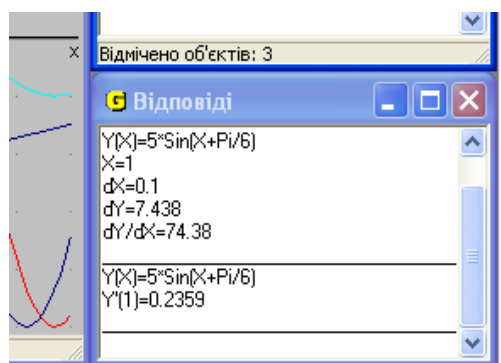 X
Відмічено об'єктів: 3
Відповіді
Y(X)=5*Sin(X+Pi/6)
X=1
dX=0.1
dY=7.438
dY/dX=74.38
Y(X)=5*Sin(X+Pi/6)
Y'(1)=0.2359